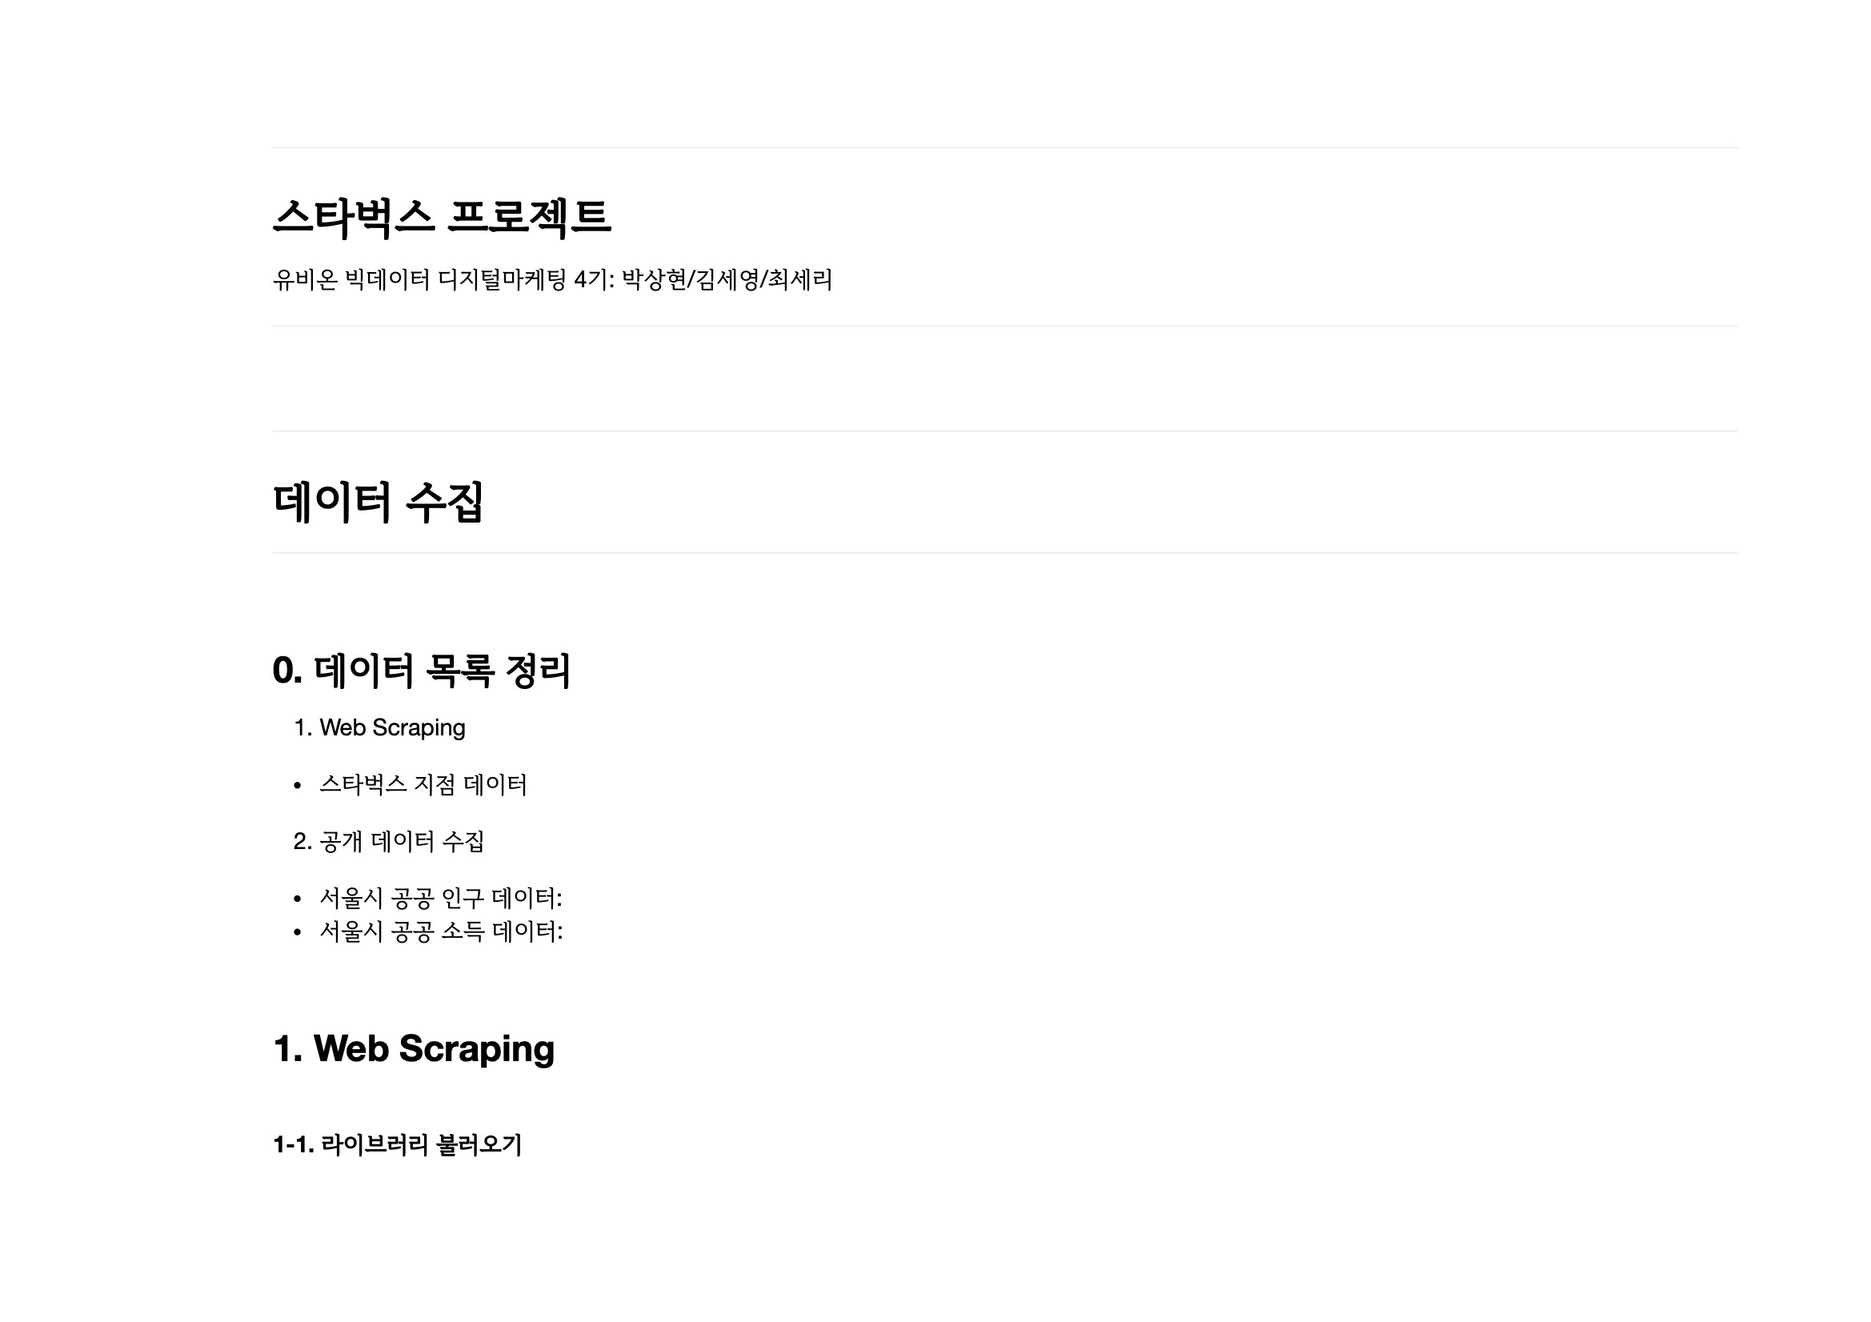 스타벅스 프로젝트
유비온 빅데이터 디지털마케팅 4기: 박상현/김세영/최세리
데이터 수집
0. 데이터 목록 정리
1. Web Scraping
• 스타벅스 지점 데이터
2. 공개 데이터 수집
• 서울시 공공 인구 데이터:
• 서울시 공공 소득 데이터:
1. Web Scraping
1-1. 라이브러리 불러오기